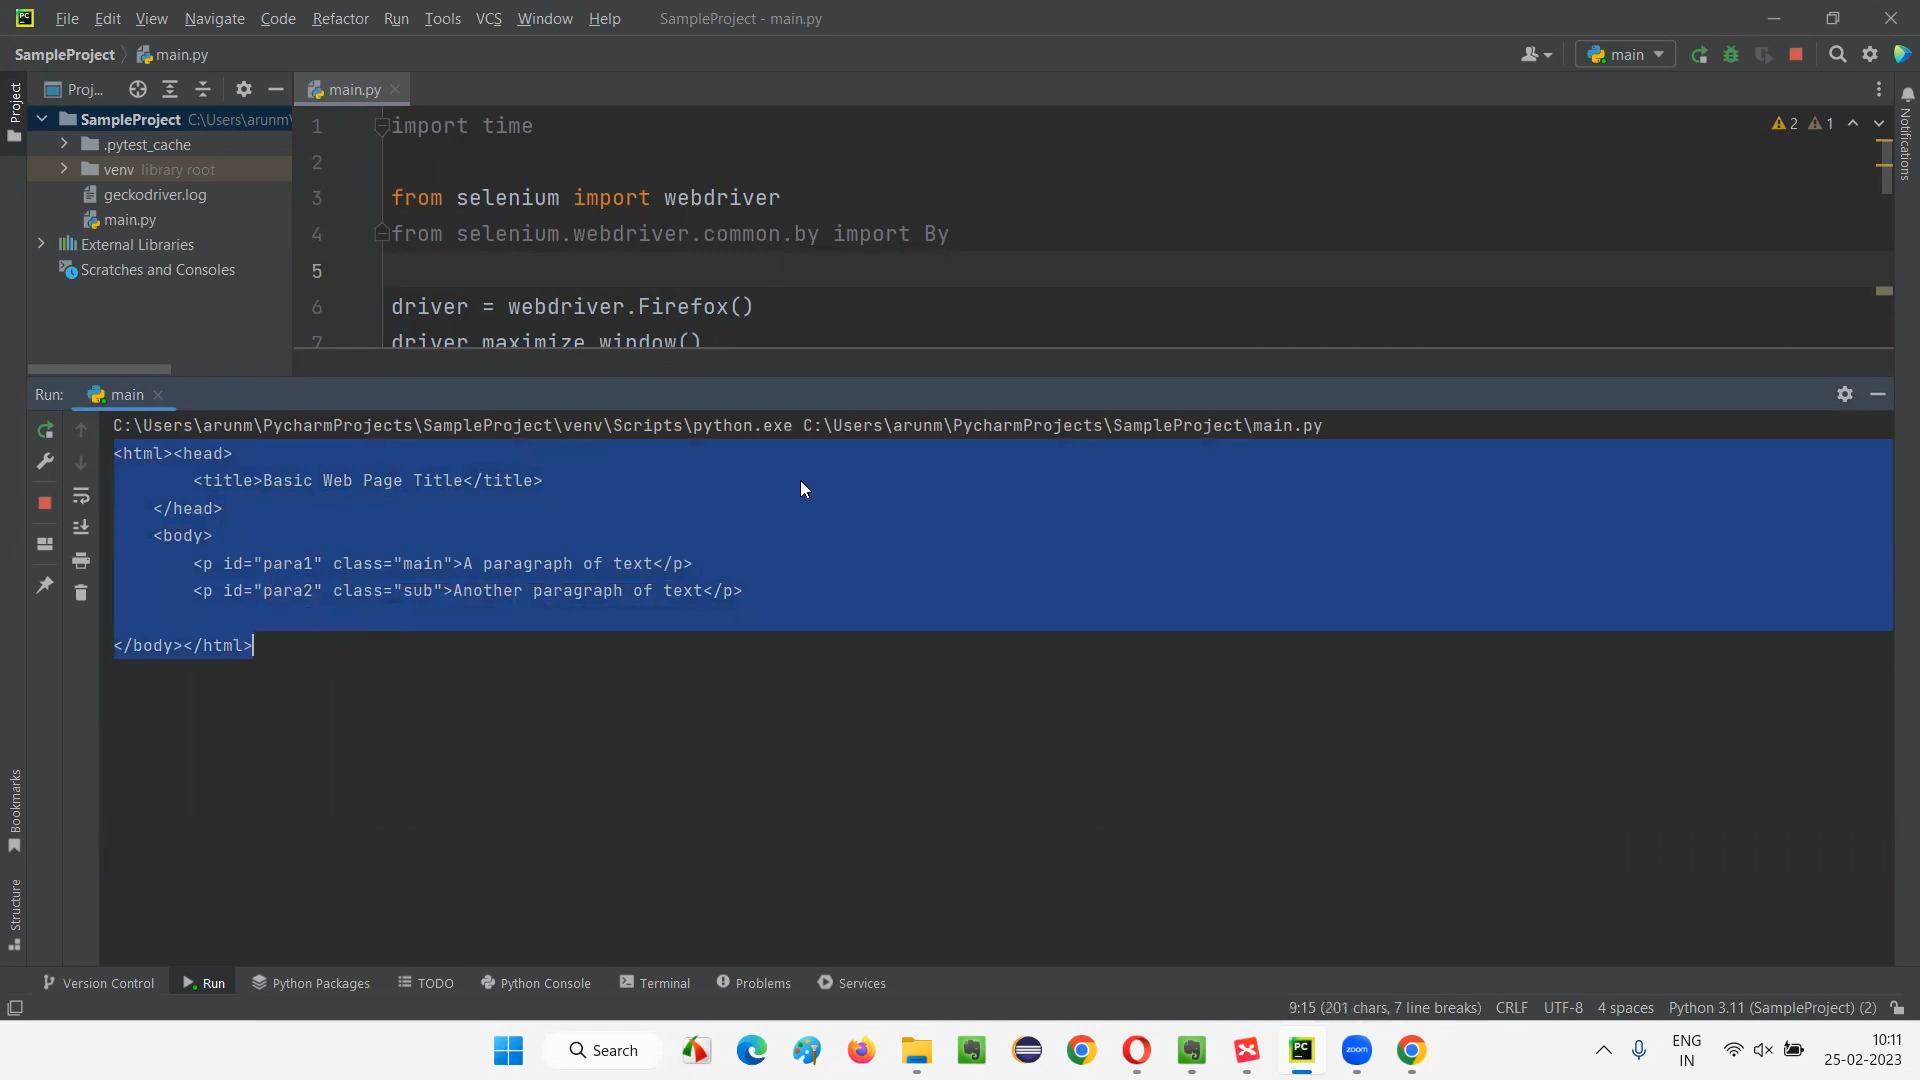 File Edit View Navigate Code Refactor Run Tools VCS Window Help SampleProject - main.py
SampleProject main.py main
Proj... main.py
Project
SampleProject C:\Users\arunm\
.pytest_cache
venv library root
geckodriver.log
main.py
External Libraries
Scratches and Consoles
1 import time
2
3 from selenium import webdriver
4 from selenium.webdriver.common.by import By
5
6 driver = webdriver.Firefox()
7 driver.maximize_window()
2 1
Notifications
Run: main
C:\Users\arunm\PycharmProjects\SampleProject\venv\Scripts\python.exe C:\Users\arunm\PycharmProjects\SampleProject\main.py
<html><head>
<title>Basic Web Page Title</title>
</head>
<body>
<p id="para1" class="main">A paragraph of text</p>
<p id="para2" class="sub">Another paragraph of text</p>
</body></html>
Bookmarks
Structure
Version Control Run Python Packages TODO Python Console Terminal Problems Services
9:15 (201 chars, 7 line breaks) CRLF UTF-8 4 spaces Python 3.11 (SampleProject) (2)
Search zoom PC ENG 10:11
IN 25-02-2023